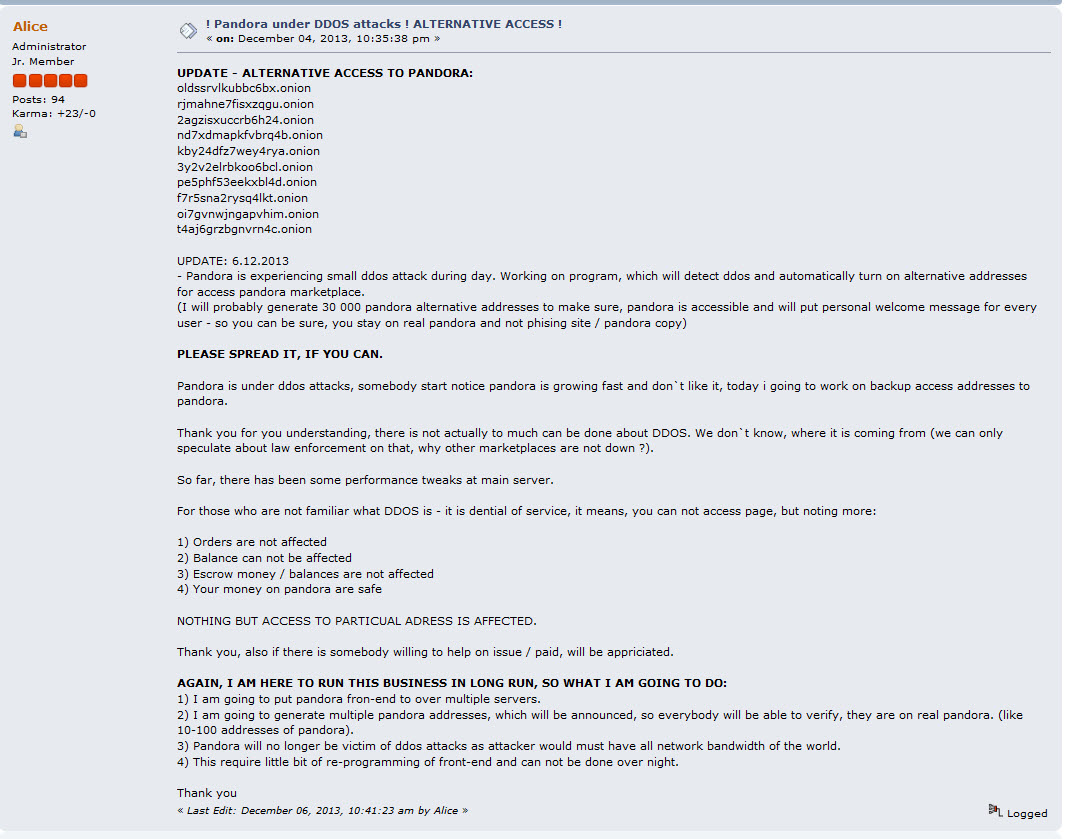 Alice
Administrator
Jr. Member
Posts: 94
Karma: +23/-0
! Pandora under DDOS attacks ! ALTERNATIVE ACCESS !
« on: December 04, 2013, 10:35:38 pm »
UPDATE - ALTERNATIVE ACCESS TO PANDORA:
oldssrvlkubbc6bx.onion
rjmahne7fisxzqgu.onion
2agzisxuccrb6h24.onion
nd7xdmapkfvbrq4b.onion
kby24dfz7wey4rya.onion
3y2v2elrbkoo6bcl.onion
pe5phf53eekxbl4d.onion
f7r5sna2rysq4lkt.onion
oi7gvnwjngapvhim.onion
t4aj6grzbgnvrn4c.onion
UPDATE: 6.12.2013
- Pandora is experiencing small ddos attack during day. Working on program, which will detect ddos and automatically turn on alternative addresses
for access pandora marketplace.
(I will probably generate 30 000 pandora alternative addresses to make sure, pandora is accessible and will put personal welcome message for every
user - so you can be sure, you stay on real pandora and not phising site / pandora copy)
PLEASE SPREAD IT, IF YOU CAN.
Pandora is under ddos attacks, somebody start notice pandora is growing fast and don`t like it, today i going to work on backup access addresses to
pandora.
Thank you for you understanding, there is not actually to much can be done about DDOS. We don`t know, where it is coming from (we can only
speculate about law enforcement on that, why other marketplaces are not down ?).
So far, there has been some performance tweaks at main server.
For those who are not familiar what DDOS is - it is dential of service, it means, you can not access page, but noting more:
1) Orders are not affected
2) Balance can not be affected
3) Escrow money / balances are not affected
4) Your money on pandora are safe
NOTHING BUT ACCESS TO PARTICUAL ADRESS IS AFFECTED.
Thank you, also if there is somebody willing to help on issue / paid, will be appriciated.
AGAIN, I AM HERE TO RUN THIS BUSINESS IN LONG RUN, SO WHAT I AM GOING TO DO:
1) I am going to put pandora fron-end to over multiple servers.
2) I am going to generate multiple pandora addresses, which will be announced, so everybody will be able to verify, they are on real pandora. (like
10-100 addresses of pandora).
3) Pandora will no longer be victim of ddos attacks as attacker would must have all network bandwidth of the world.
4) This require little bit of re-programming of front-end and can not be done over night.
Thank you
« Last Edit: December 06, 2013, 10:41:23 am by Alice »
Logged